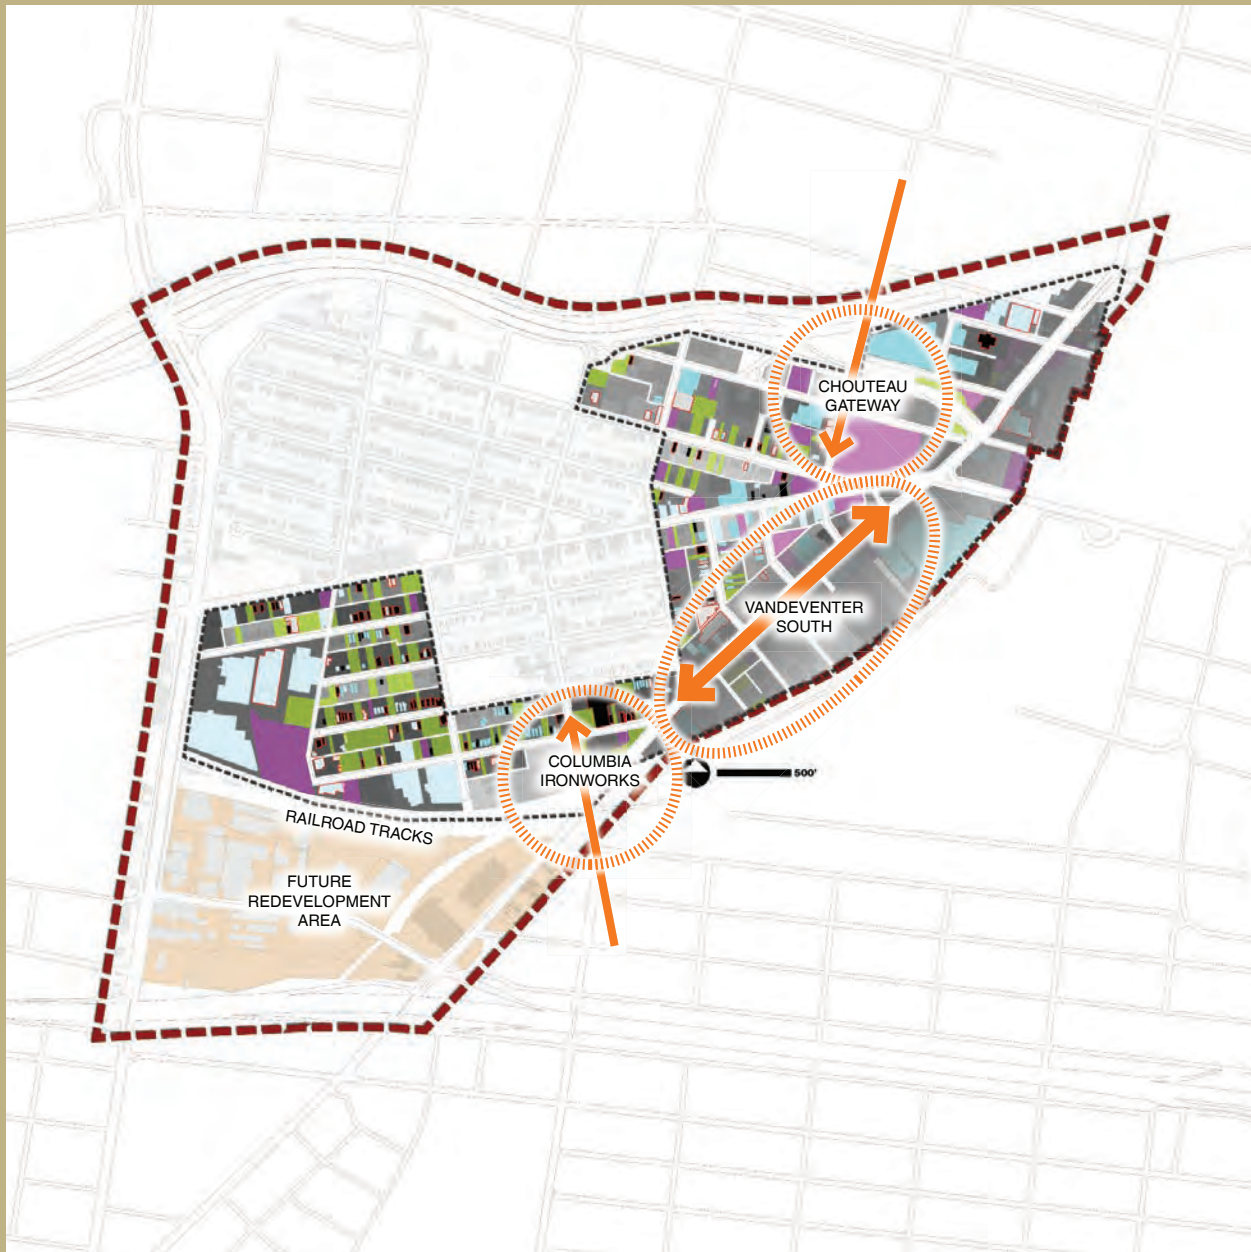 CHOUTEAU
GATEWAY
VANDEVENTER
SOUTH
COLUMBIA
IRONWORKS
500'
RAILROAD TRACKS
FUTURE
REDEVELOPMENT
AREA